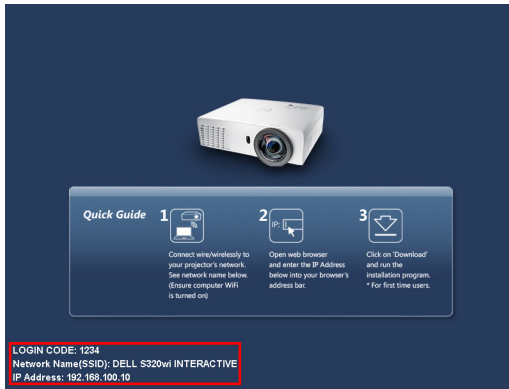 Quick Guide
1
Connect wire/wirelessly to
your projector's network.
See network name below.
(Ensure computer WiFi
is turned on)
2
IP:
Open web browser
and enter the IP Address
below into your browser's
address bar.
3
Click on 'Download'
and run the
installation program.
* For first time users.
LOGIN CODE: 1234
Network Name(SSID): DELL S320wi INTERACTIVE
IP Address: 192.168.100.10